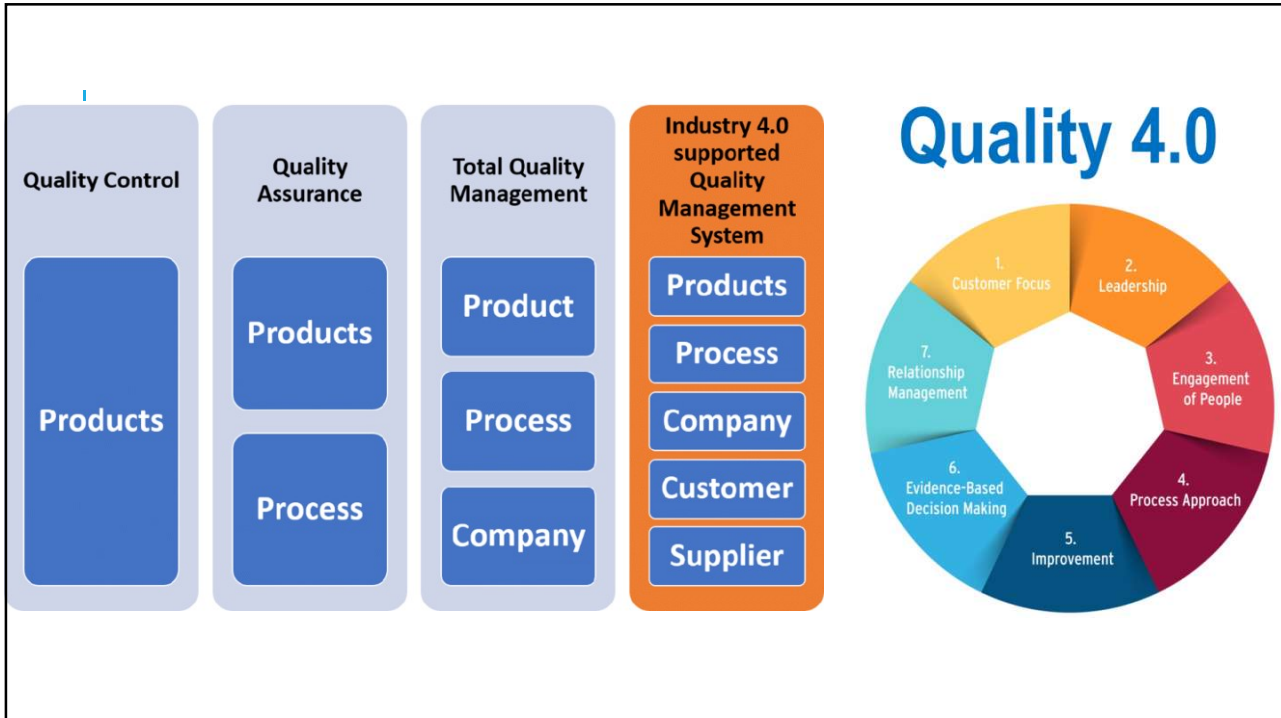 Quality Control
Products
Quality
Assurance
Products
Process
Total Quality
Management
Product
Process
Company
Industry 4.0
supported
Quality
Management
System
Products
Process
Company
Customer
Supplier
Quality 4.0
1.
Customer Focus
2.
Leadership
3.
Engagement
of People
4.
Process Approach
5.
Improvement
6.
Evidence-Based
Decision Making
7.
Relationship
Management